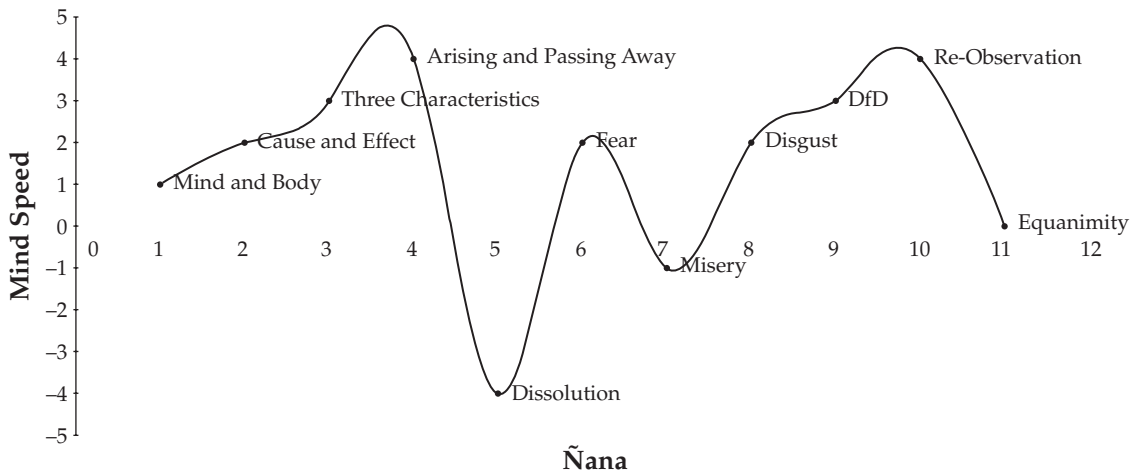 5
4
Arising and Passing Away
Re-Observation
3
Three Characteristics
DfD
2
Cause and Effect
Fear
Disgust
1
Mind and Body
0
Equanimity
0 1 2 3 4 5 6 7 8 9 10 11 12
–1
Misery
–2
–3
–4
Dissolution
–5
Mind Speed
Ñana